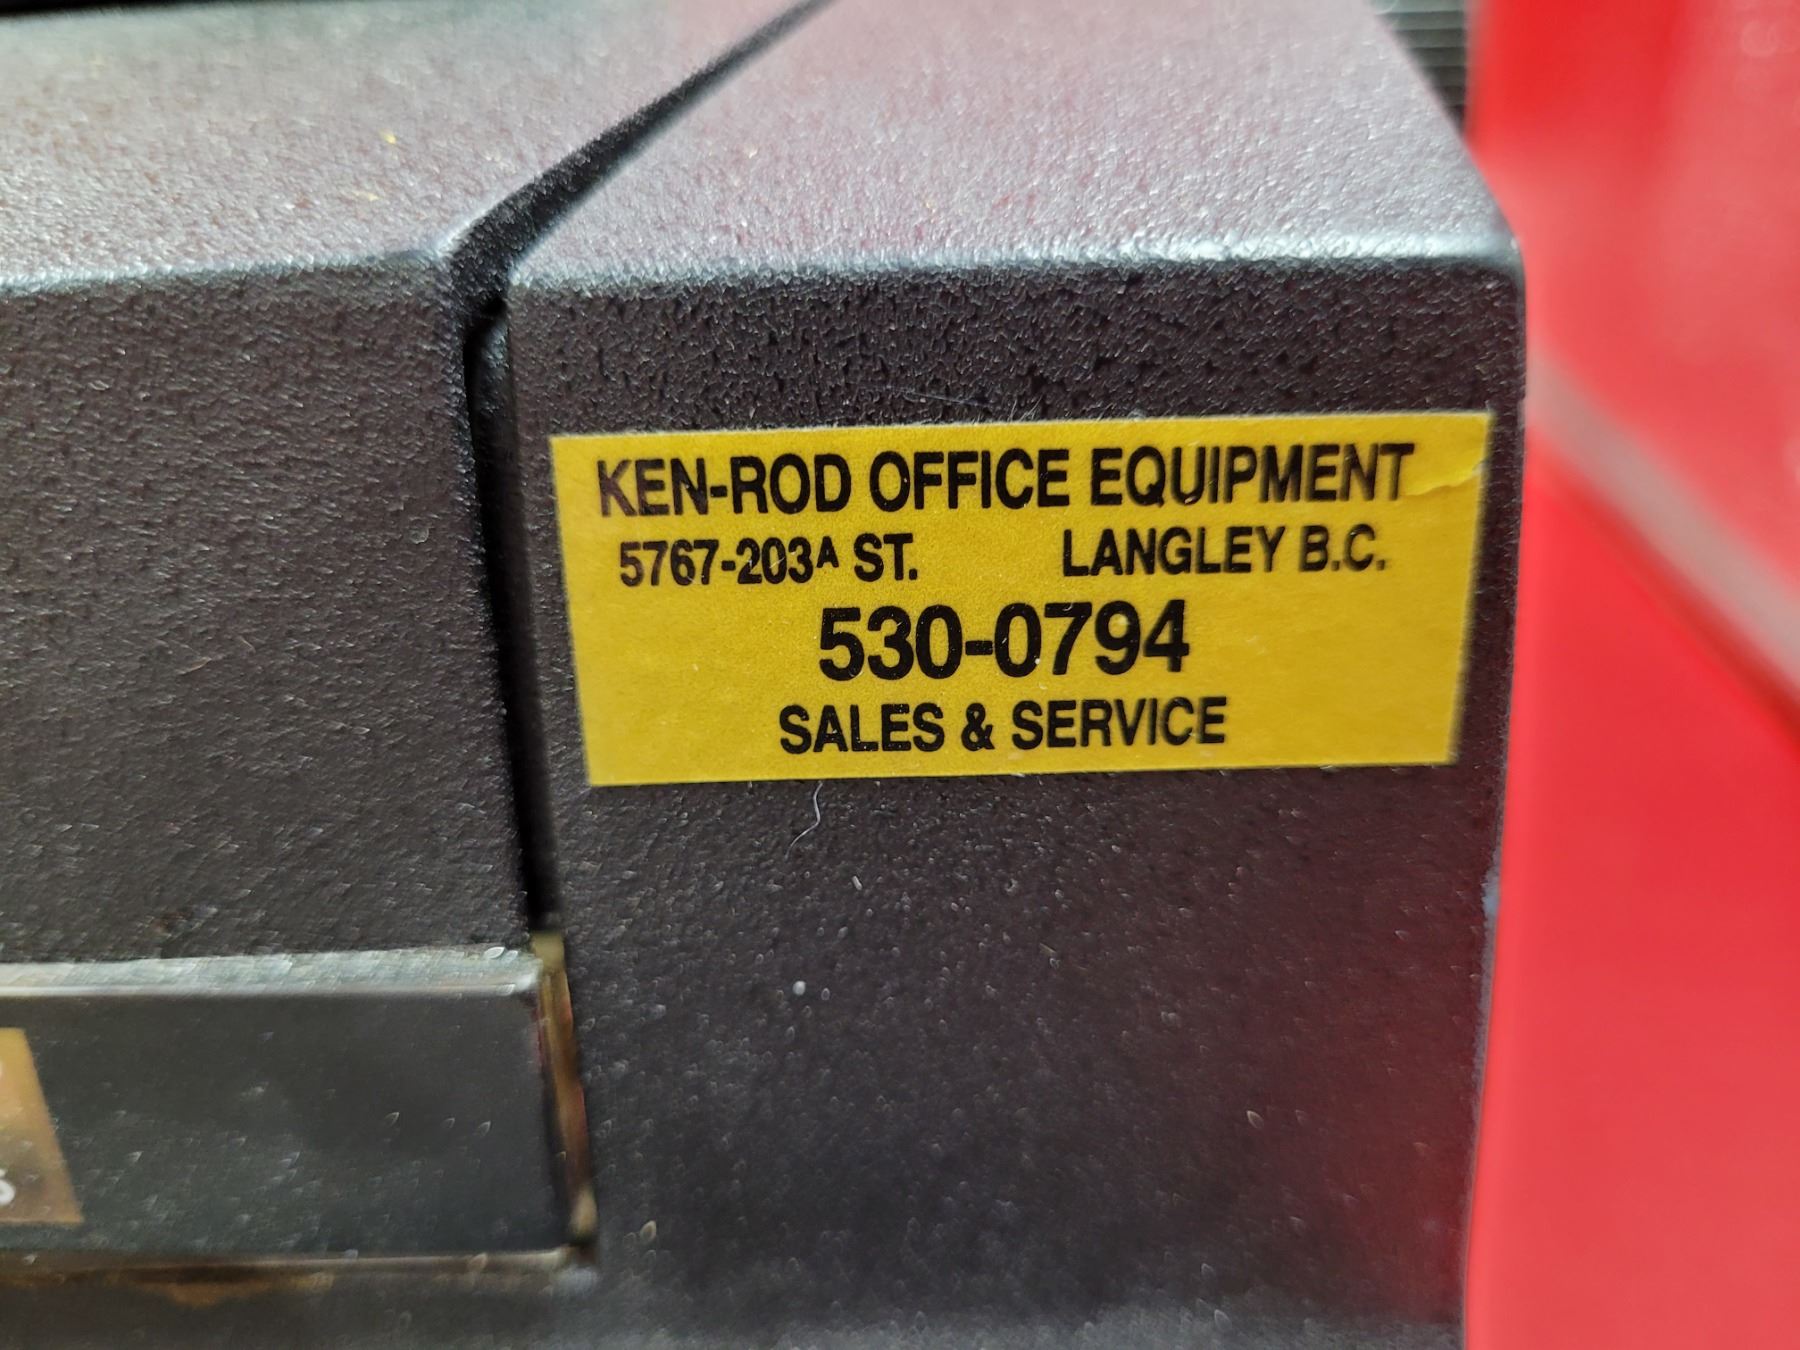 KEN-ROD OFFICE EQUIPMENT
5767-203A ST. LANGLEY B.C.
530-0794
SALES & SERVICE